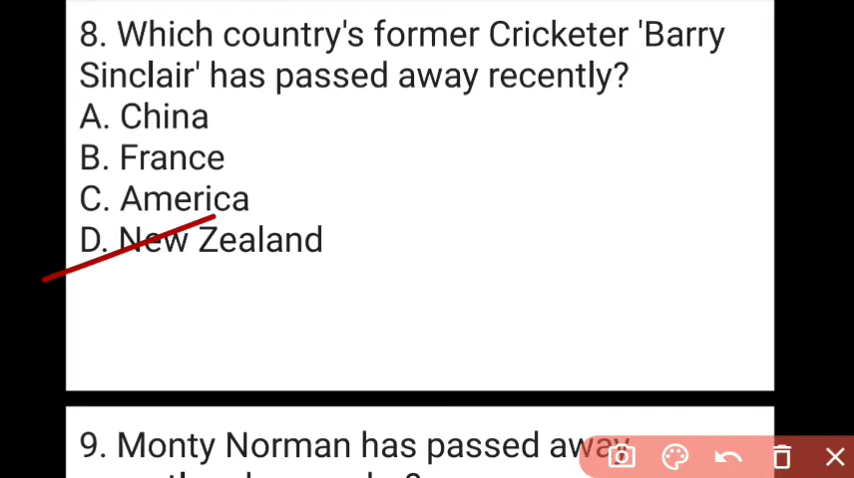 8. Which country's former Cricketer 'Barry
Sinclair' has passed away recently?
A. China
B. France
C. America
D. New Zealand
9. Monty Norman has passed away